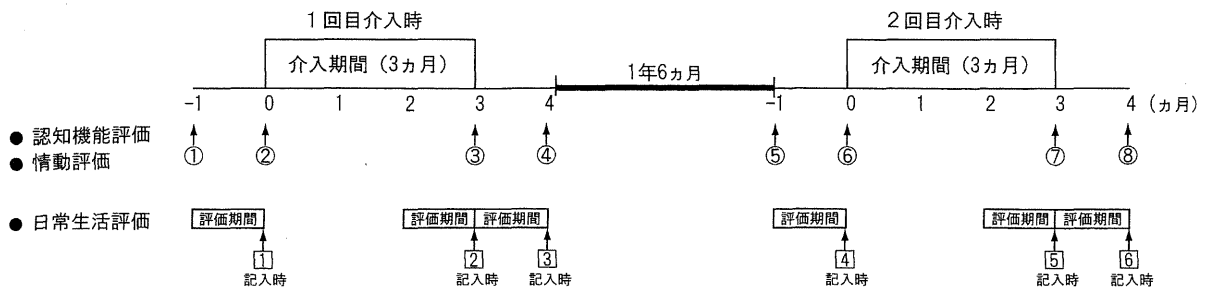 1回目介入時 2回目介入時
介入期間（3ヵ月） 介入期間（3ヵ月）
1年6ヵ月
-1 0 1 2 3 4 -1 0 1 2 3 4 （ヵ月）
● 認知機能評価
● 情動評価
① ② ③ ④ ⑤ ⑥ ⑦ ⑧
● 日常生活評価 評価期間 評価期間 評価期間 評価期間 評価期間 評価期間
1 2 3 4 5 6
記入時 記入時 記入時 記入時 記入時 記入時